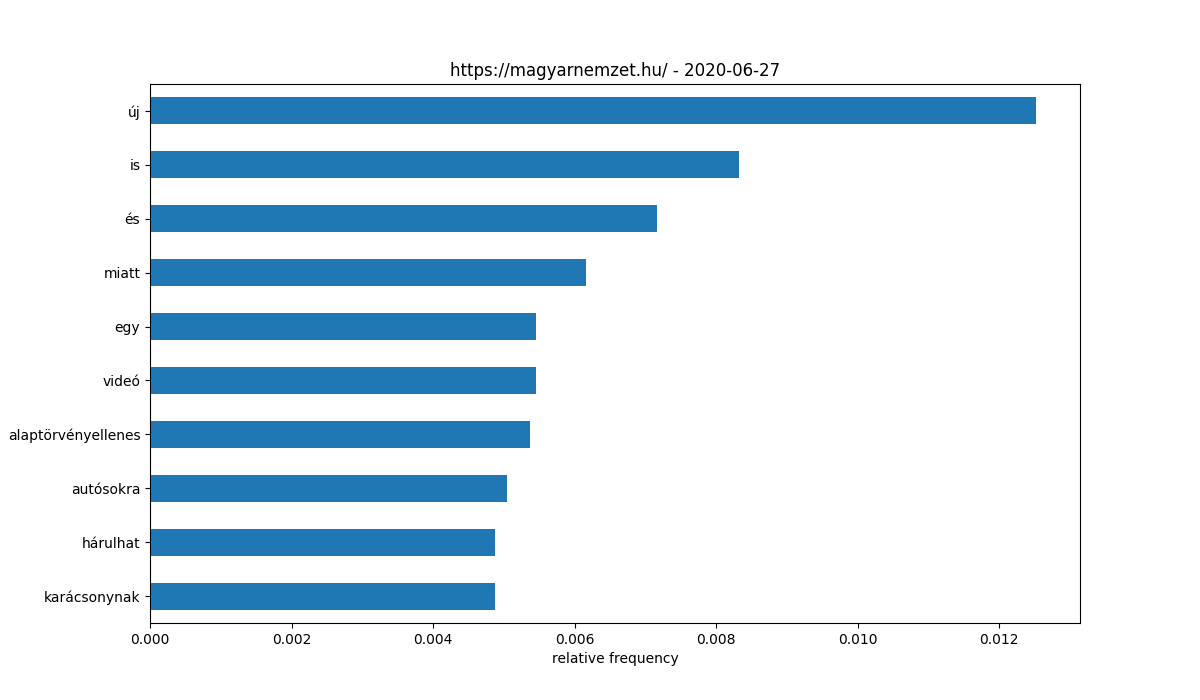 https://magyarnemzet.hu/ - 2020-06-27
új
is
és
miatt
egy
videó
alaptörvényellenes
autósokra
hárulhat
karácsonynak
0.000 0.002 0.004 0.006 0.008 0.010 0.012
relative frequency